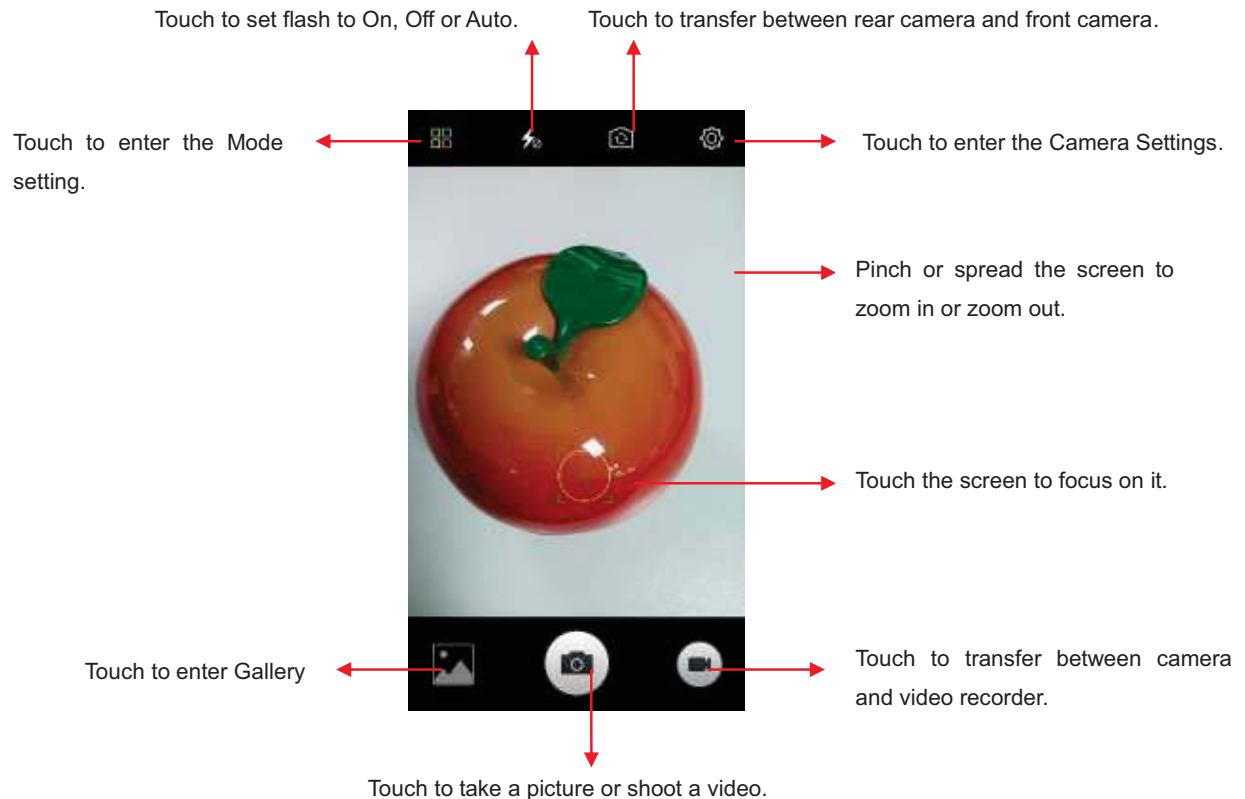 Touch to set flash to On, Off or Auto.
Touch to transfer between rear camera and front camera.
Touch to enter the Mode
setting.
Touch to enter the Camera Settings.
Pinch or spread the screen to
zoom in or zoom out.
Touch the screen to focus on it.
Touch to enter Gallery
Touch to transfer between camera
and video recorder.
Touch to take a picture or shoot a video.